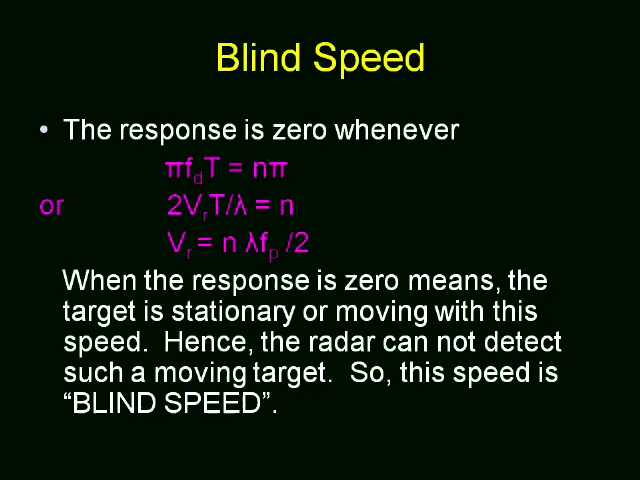 Blind Speed
• The response is zero whenever
πfdT = nπ
or 2VrT/λ = n
Vr = n λfp /2
When the response is zero means, the
target is stationary or moving with this
speed. Hence, the radar can not detect
such a moving target. So, this speed is
“BLIND SPEED”.